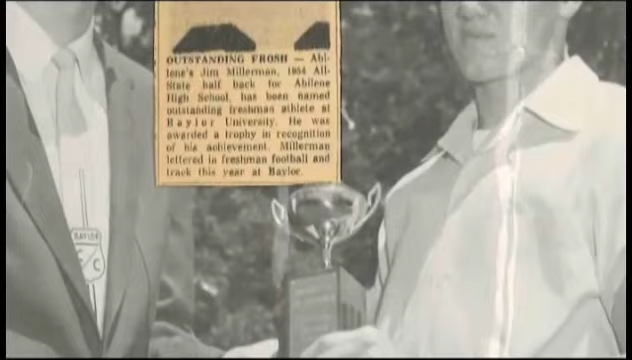 OUTSTANDING FROSH — Abi-
lene's Jim Millerman, 1954 All-
State half back for Abilene
High School, has been named
outstanding freshman athlete at
Baylor University. He was
awarded a trophy in recognition
of his achievement. Millerman
lettered in freshman football and
track this year at Baylor.
BAYLOR
C C